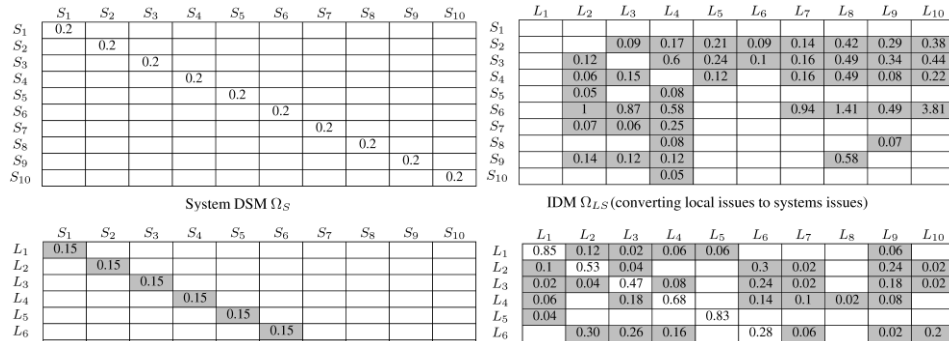 S1 S2 S3 S4 S5 S6 S7 S8 S9 S10
S1 0.2
S2 0.2
S3 0.2
S4 0.2
S5 0.2
S6 0.2
S7 0.2
S8 0.2
S9 0.2
S10 0.2
System DSM ΩS
L1 L2 L3 L4 L5 L6 L7 L8 L9 L10
S1
S2 0.09 0.17 0.21 0.09 0.14 0.42 0.29 0.38
S3 0.12 0.6 0.24 0.1 0.16 0.49 0.34 0.44
S4 0.06 0.15 0.12 0.16 0.49 0.08 0.22
S5 0.05 0.08
S6 1 0.87 0.58 0.94 1.41 0.49 3.81
S7 0.07 0.06 0.25
S8 0.08 0.07
S9 0.14 0.12 0.12 0.58
S10 0.05
IDM ΩLS (converting local issues to systems issues)
S1 S2 S3 S4 S5 S6 S7 S8 S9 S10
L1 0.15
L2 0.15
L3 0.15
L4 0.15
L5 0.15
L6 0.15
L1 L2 L3 L4 L5 L6 L7 L8 L9 L10
L1 0.85 0.12 0.02 0.06 0.06 0.06
L2 0.1 0.53 0.04 0.3 0.02 0.24 0.02
L3 0.02 0.04 0.47 0.08 0.24 0.02 0.18 0.02
L4 0.06 0.18 0.68 0.14 0.1 0.02 0.08
L5 0.04 0.83
L6 0.30 0.26 0.16 0.28 0.06 0.02 0.2